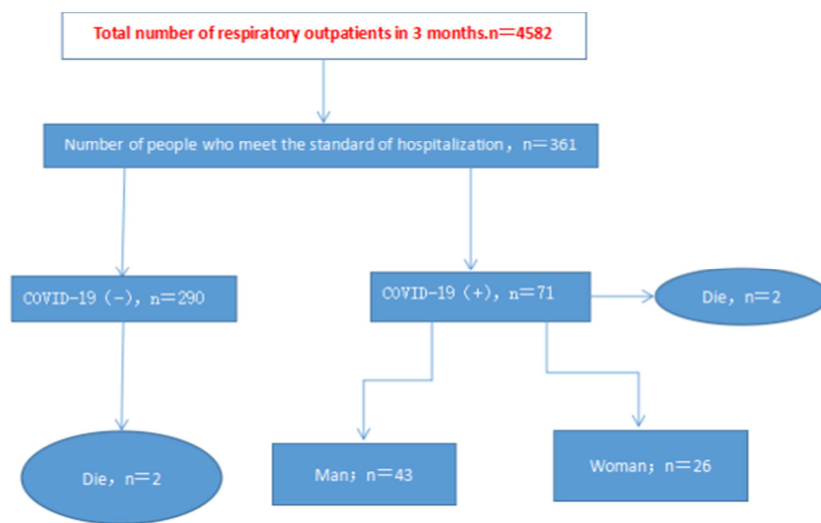 Total number of respiratory outpatients in 3 months.n＝4582
Number of people who meet the standard of hospitalization，n＝361
COVID-19（−），n＝290
COVID-19（+），n＝71
Die，n＝2
Die，n＝2
Man；n＝43
Woman；n＝26